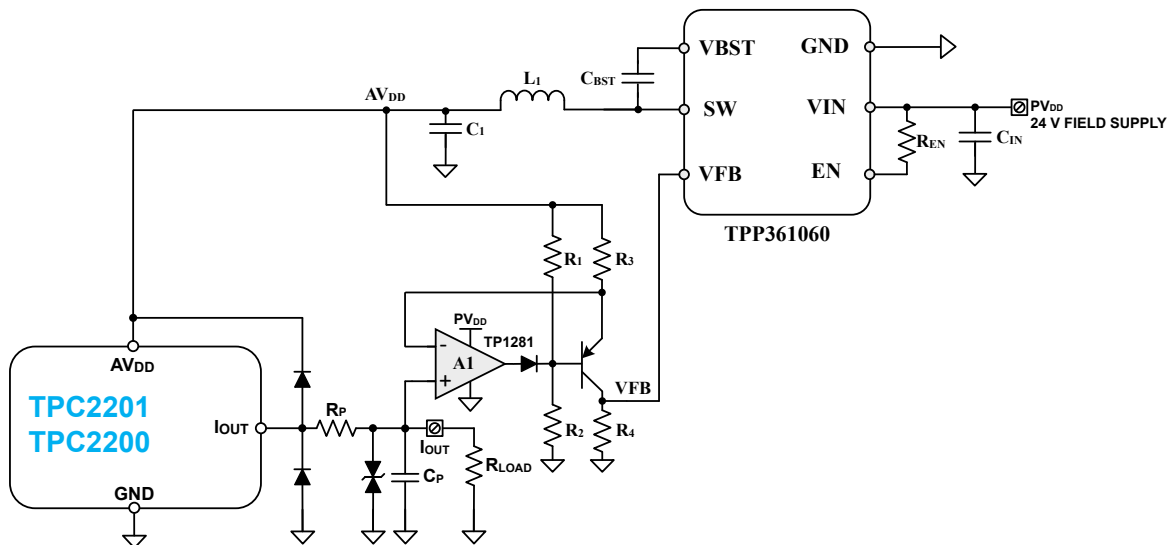 VBST
GND
L1
CBST
AVDD
SW
VIN
PVDD
24 V FIELD SUPPLY
C1
REN
CIN
VFB
EN
TPP361060
R1
R3
PVDD
TP1281
-
A1
+
AVDD
VFB
TPC2201
TPC2200
IOUT
RP
IOUT
R2
R4
CP
RLOAD
GND